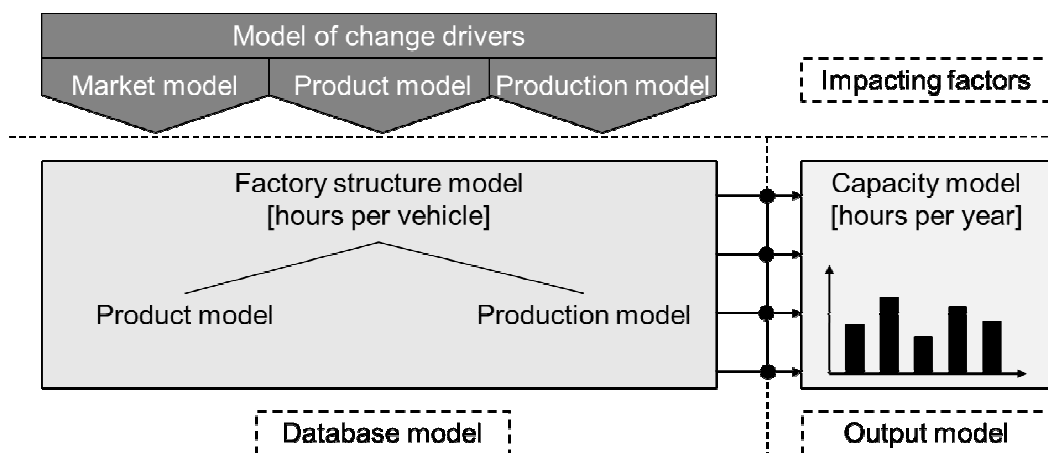 Model of change drivers
Market model
Product model
Production model
Impacting factors
Factory structure model
[hours per vehicle]
Product model
Production model
Capacity model
[hours per year]
Database model
Output model